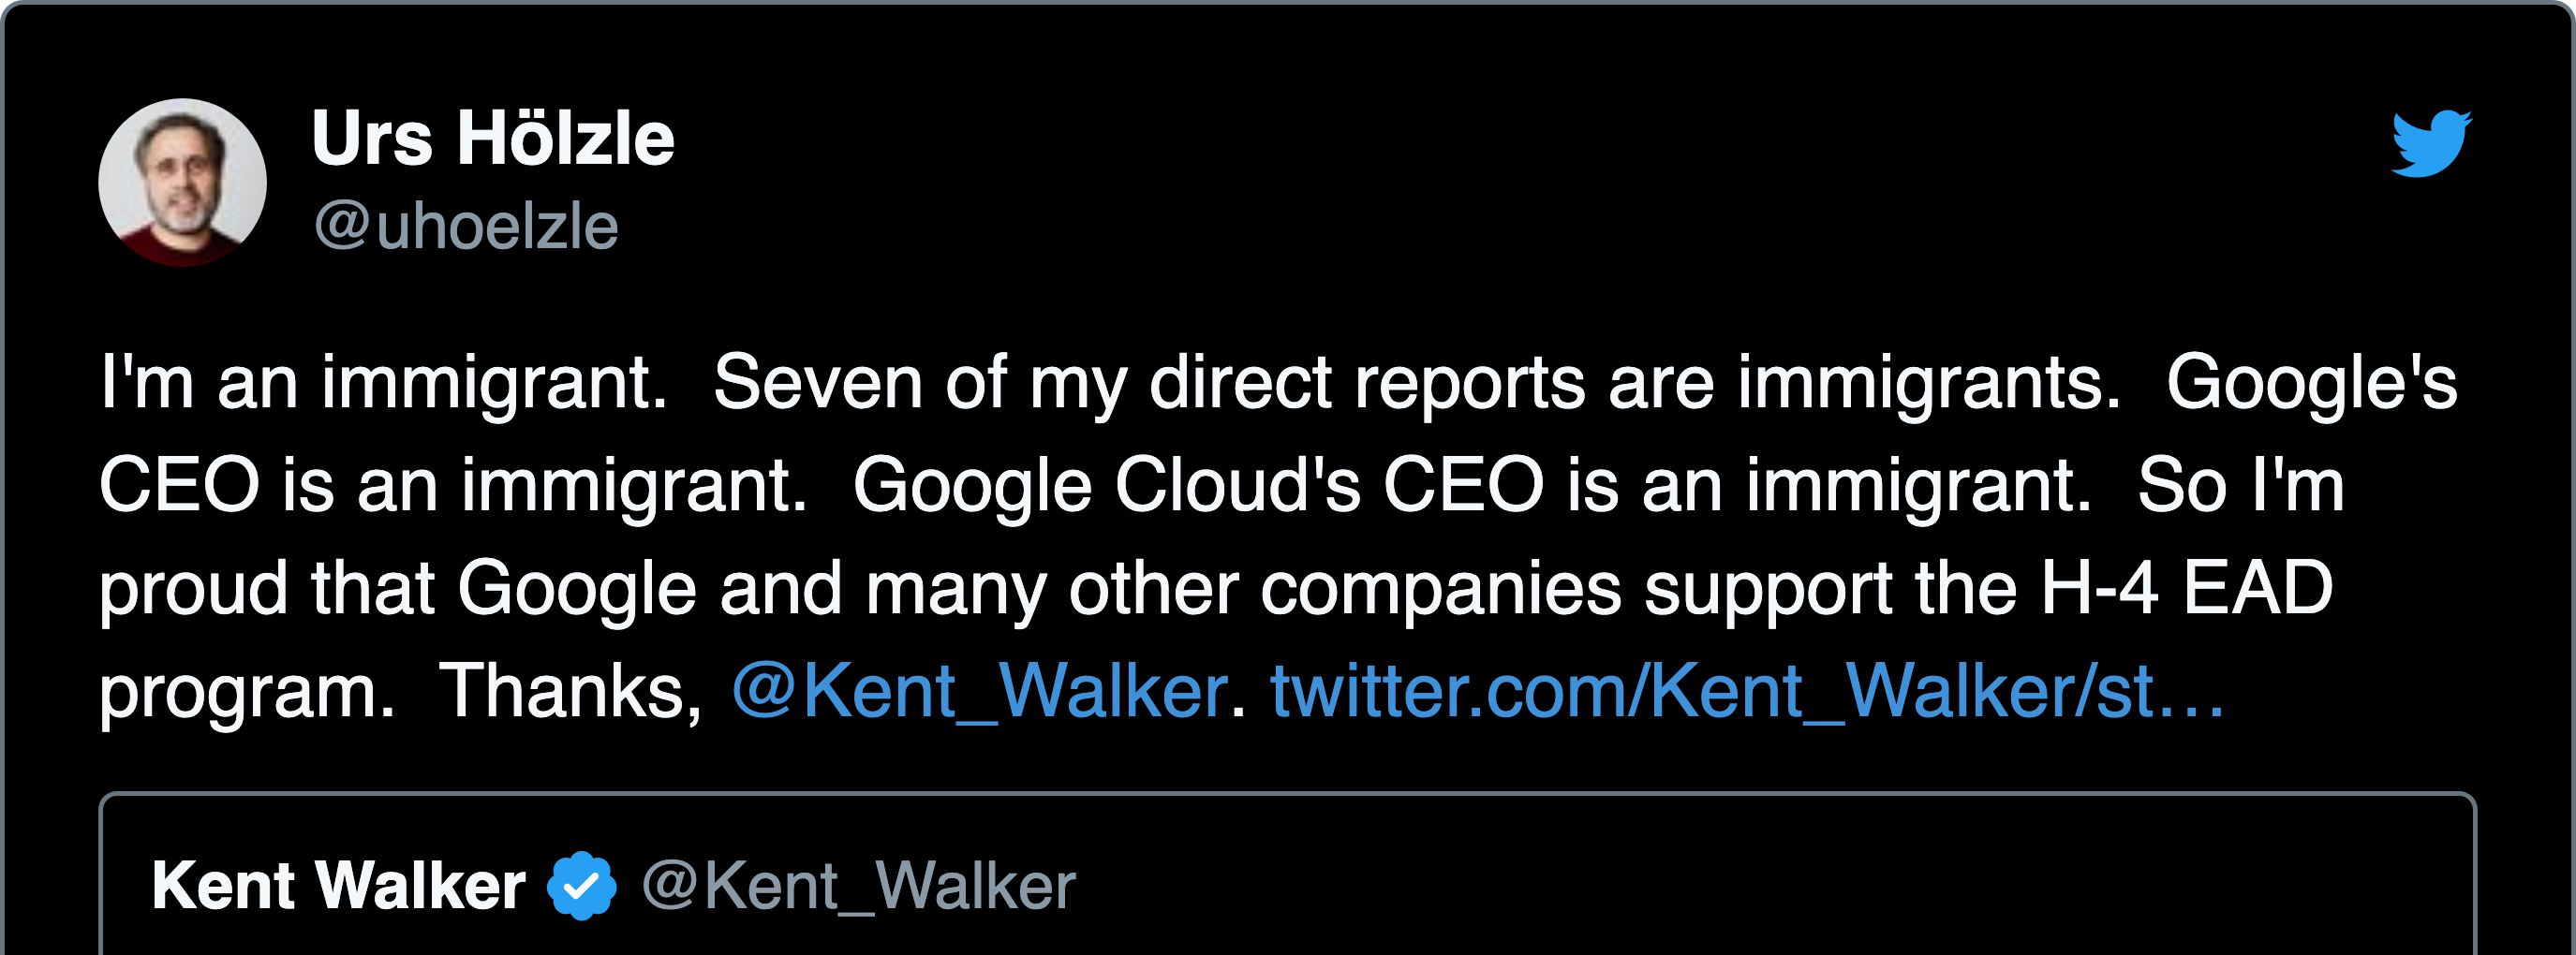 Urs Hölzle
@uhoelzle
I'm an immigrant.  Seven of my direct reports are immigrants.  Google's
CEO is an immigrant.  Google Cloud's CEO is an immigrant.  So I'm
proud that Google and many other companies support the H-4 EAD
program.  Thanks, @Kent_Walker. twitter.com/Kent_Walker/st…
Kent Walker @Kent_Walker